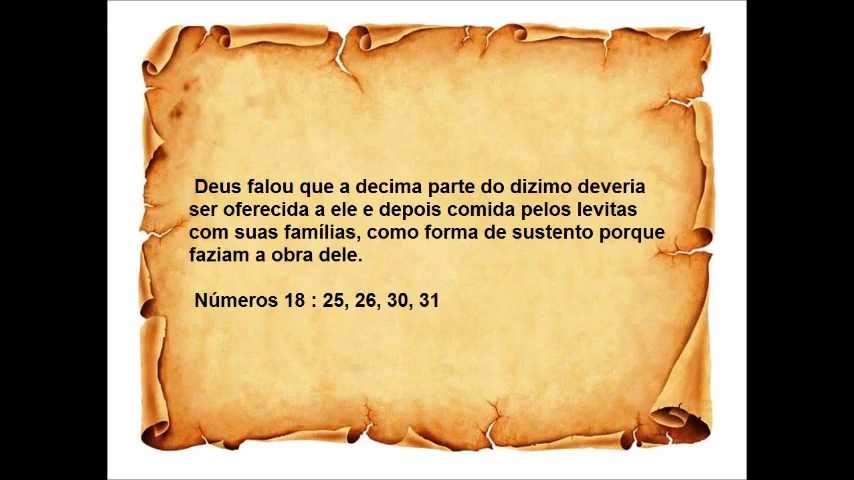 Deus falou que a decima parte do dizimo deveria
ser oferecida a ele e depois comida pelos levitas
com suas famílias, como forma de sustento porque
faziam a obra dele.
Números 18 : 25, 26, 30, 31